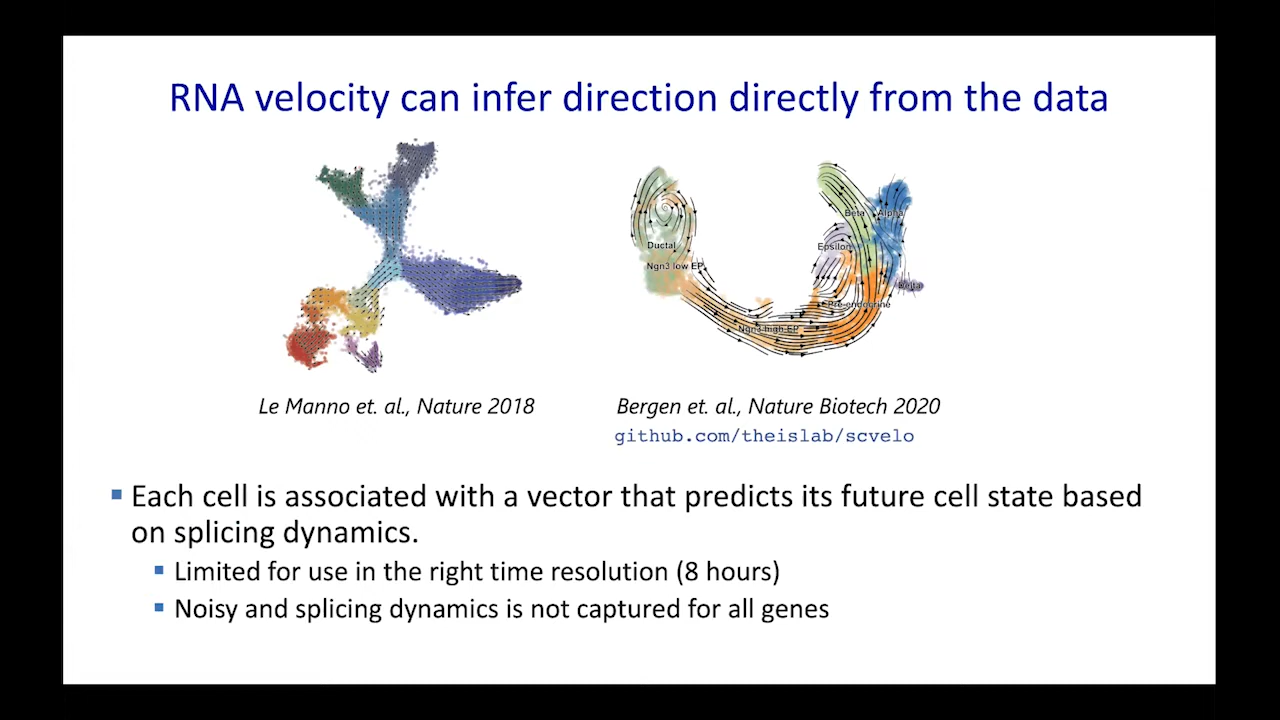 RNA velocity can infer direction directly from the data
Ductal
Ngn3 low EP
Ngn3 high EP
Pre-endocrine
Epsilon
Beta
Alpha
Delta
Le Manno et. al., Nature 2018
Bergen et. al., Nature Biotech 2020
github.com/theislab/scvelo
Each cell is associated with a vector that predicts its future cell state based
on splicing dynamics.
Limited for use in the right time resolution (8 hours)
Noisy and splicing dynamics is not captured for all genes